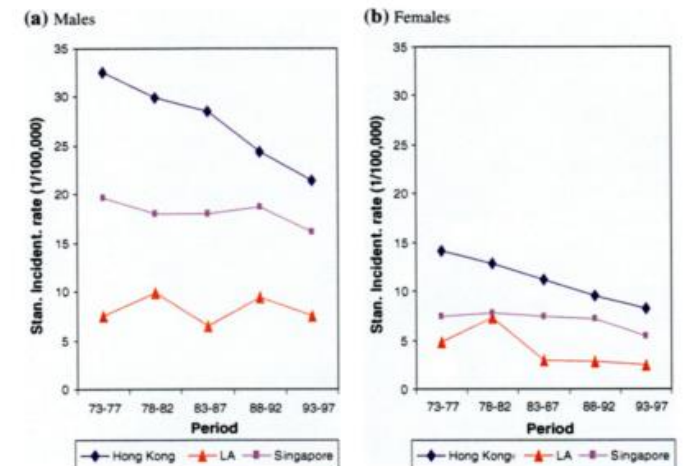 (a) Males
35
30
25
20
15
10
5
0
Stan. Incident. rate (1/100,000)
73-77 78-82 83-87 88-92 93-97
Period
Hong Kong LA Singapore
(b) Females
35
30
25
20
15
10
5
0
Stan. Incident. rate (1/100,000)
73-77 78-82 83-87 88-92 93-97
Period
Hong Kong LA Singapore